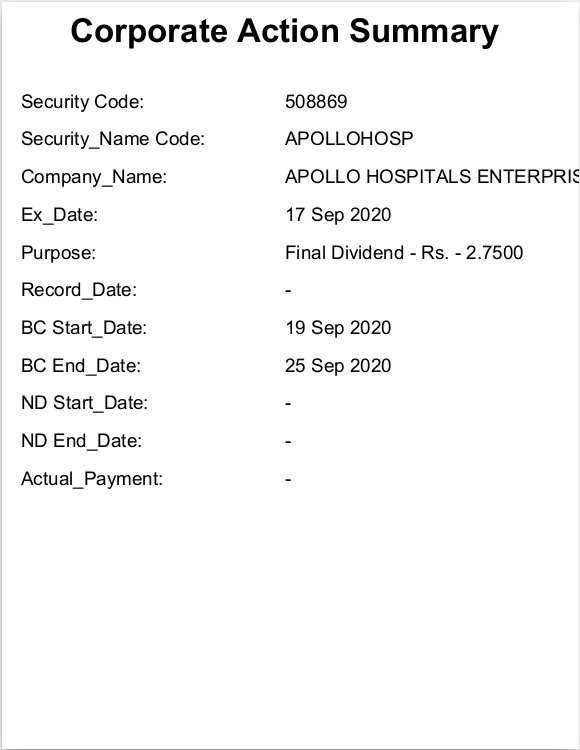 Corporate Action Summary
Security Code: 508869
Security_Name Code: APOLLOHOSP
Company_Name: APOLLO HOSPITALS
Ex_Date: 17 Sep 2020
Purpose: Final Dividend - Rs. - 2.7500
Record_Date: -
BC Start_Date: 19 Sep 2020
BC End_Date: 25 Sep 2020
ND Start_Date: -
ND End_Date: -
Actual_Payment: -